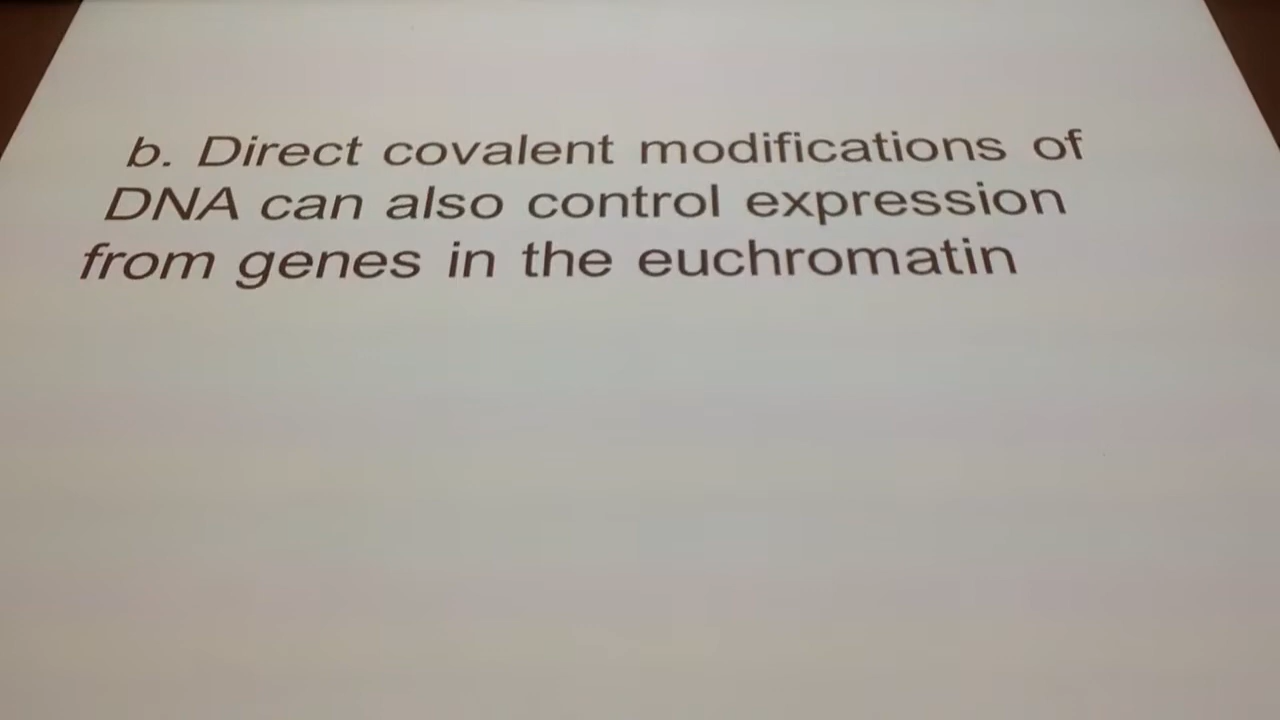 b. Direct covalent modifications of
DNA can also control expression
from genes in the euchromatin